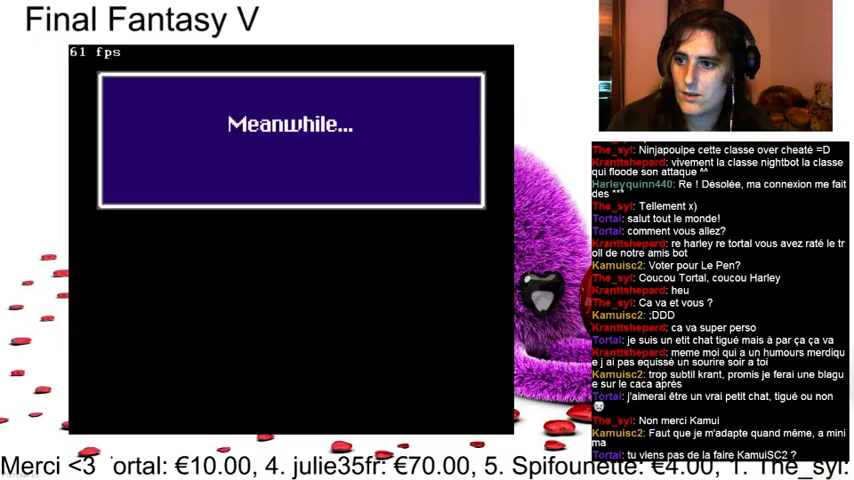 Final Fantasy V
61 fps
Meanwhile...
The_syl: Ninjapoulpe cette classe over cheaté =D
Kranttshepard: vivement la classe nightbot la classe
qui floode son attaque ^^
Harleyquinn440: Re ! Désolée, ma connexion me fait
des ***
The_syl: Tellement x)
Tortal: salut tout le monde!
Tortal: comment vous allez?
Kranttshepard: re harley re tortal vous avez raté le tr
oll de notre amis bot
Kamuisc2: Voter pour Le Pen?
The_syl: Coucou Tortal, coucou Harley
Kranttshepard: heu
The_syl: Ca va et vous ?
Kamuisc2: ;DDD
Kranttshepard: ca va super perso
Tortal: je suis un etit chat tigué mais à par ça ça va
Kranttshepard: meme moi qui a un humours merdiqu
e j ai pas equissé un sourire soir a toi
Kamuisc2: trop subtil krant, promis je ferai une blagu
e sur le caca après
Tortal: j'aimerai être un vrai petit chat, tigué ou non
The_syl: Non merci Kamui
Kamuisc2: Faut que je m'adapte quand même, a mini
ma
Tortal: tu viens pas de la faire KamuiSC2 ?
Merci <3 ortal: €10.00, 4. julie35fr: €70.00, 5. Spifounette: €4.00, 1. The_syl: